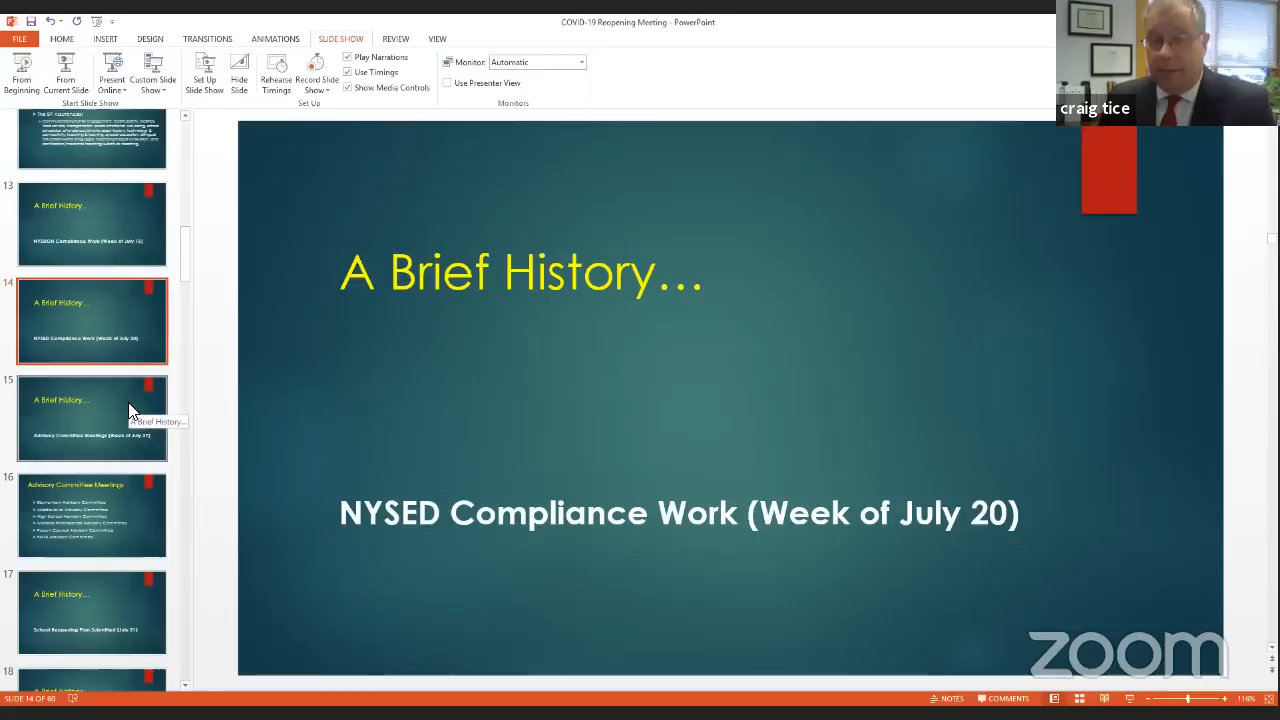 COVID-19 Reopening Meeting - PowerPoint
FILE HOME INSERT DESIGN TRANSITIONS ANIMATIONS SLIDE SHOW REVIEW VIEW
From Beginning
From Current Slide
Present Online
Custom Slide Show
Set Up Slide Show
Hide Slide
Rehearse Timings
Record Slide Show
Play Narrations
Use Timings
Show Media Controls
Monitor: Automatic
Use Presenter View
Start Slide Show
Set Up
Monitors
craig tice
The BP Assurances:
13
A Brief History...
NYSDOH Compliance Work (Week of July 13)
14
A Brief History...
NYSED Compliance Work (Week of July 20)
15
A Brief History...
A Brief History...
Advisory Committee Meetings (Week of July 27)
16
Advisory Committee Meetings
Elementary Advisory Committee
Middle Level Advisory Committee
High School Advisory Committee
Medical Professional Advisory Committee
Parent Council Advisory Committee
17
A Brief History...
School Reopening Plan Submitted (July 31)
18
A Brief History...
A Brief History...
NYSED Compliance Work (Week of July 20)
zoom
SLIDE 14 OF 60
NOTES
COMMENTS
116%